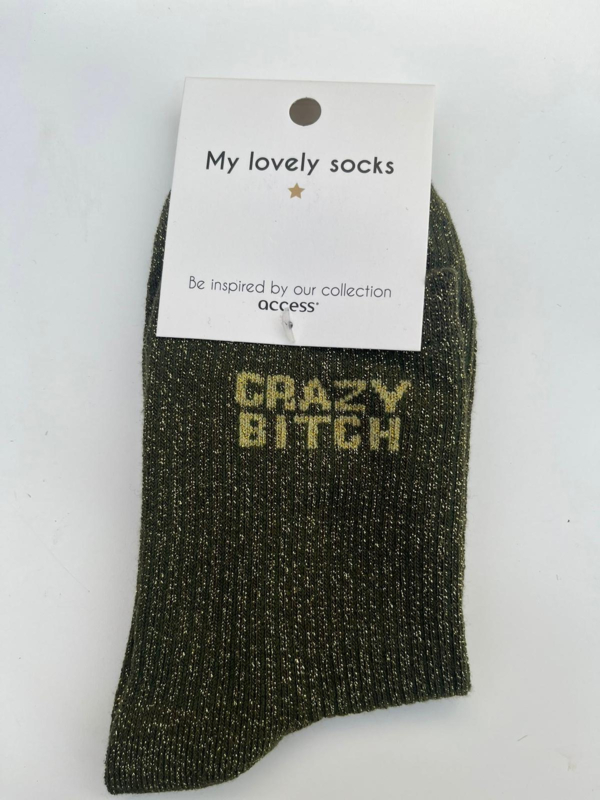 My lovely socks
Be inspired by our collection
access
CRAZY
BITCH